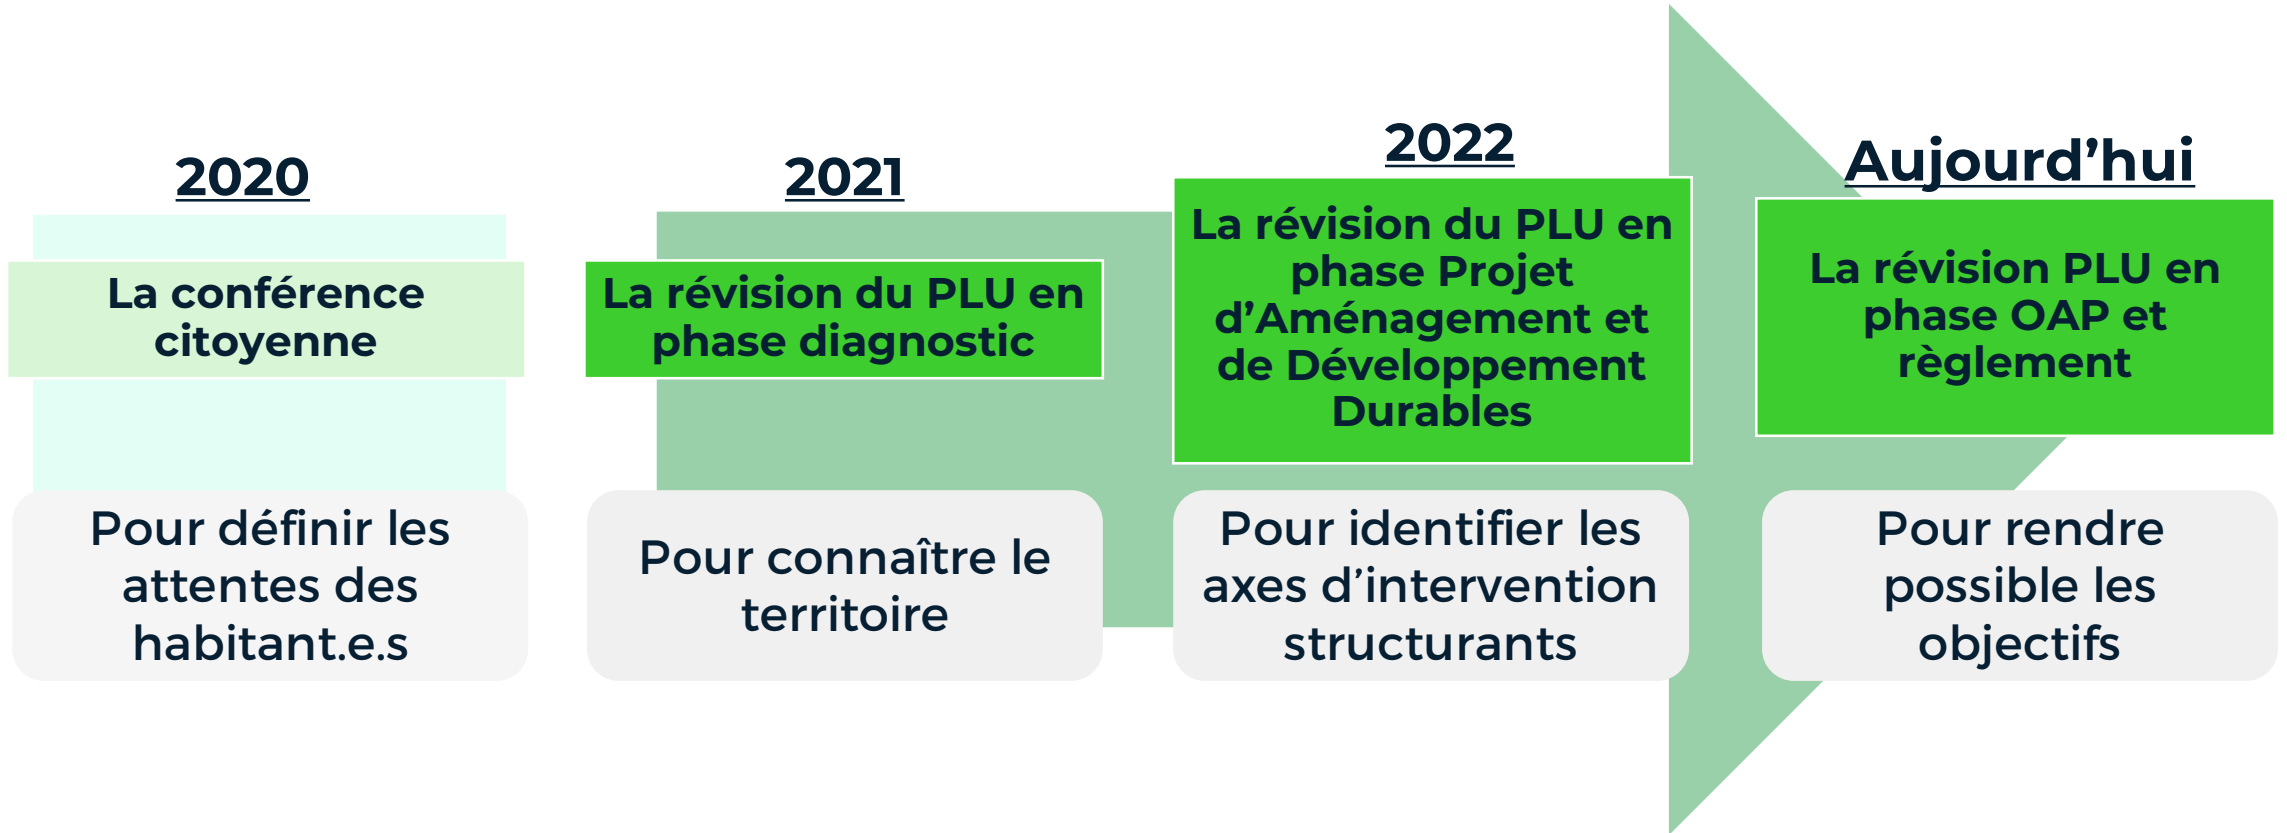 2020
La conférence
citoyenne
Pour définir les
attentes des
habitant.e.s
2021
La révision du PLU en
phase diagnostic
Pour connaître le
territoire
2022
La révision du PLU en
phase Projet
d’Aménagement et
de Développement
Durables
Pour identifier les
axes d’intervention
structurants
Aujourd’hui
La révision PLU en
phase OAP et
règlement
Pour rendre
possible les
objectifs